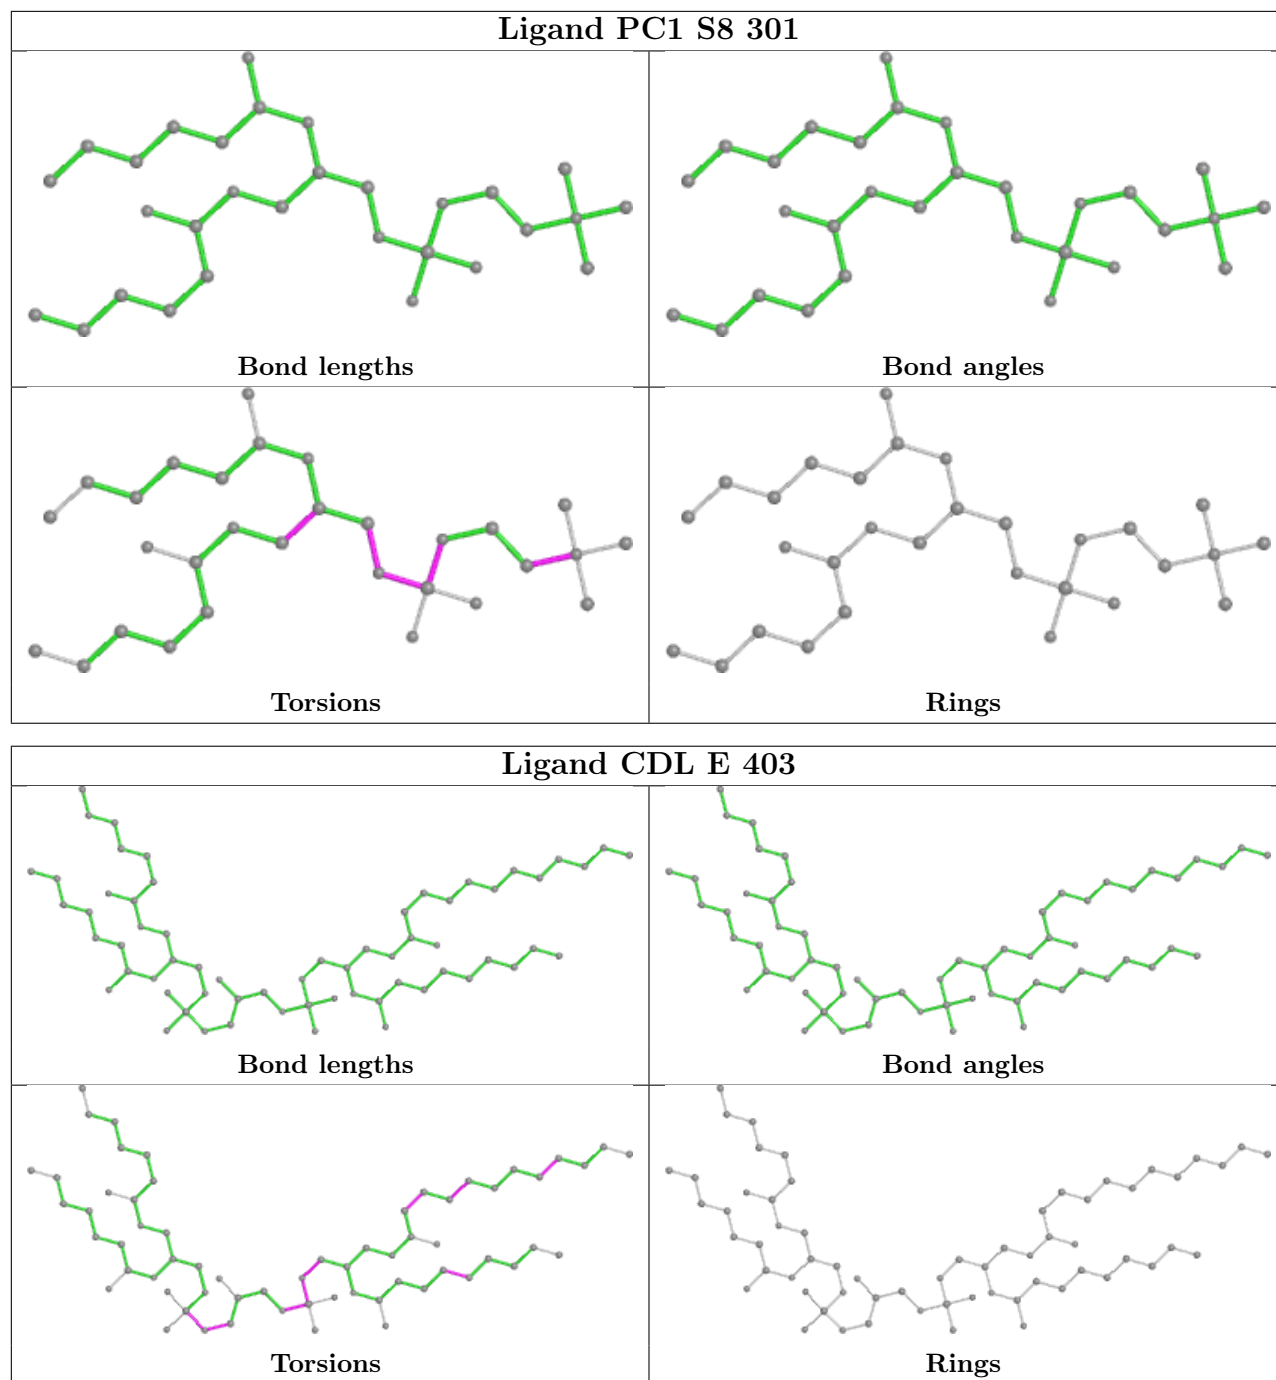 Ligand PC1 S8 301
Bond lengths
Bond angles
Torsions
Rings
Ligand CDL E 403
Bond lengths
Bond angles
Torsions
Rings